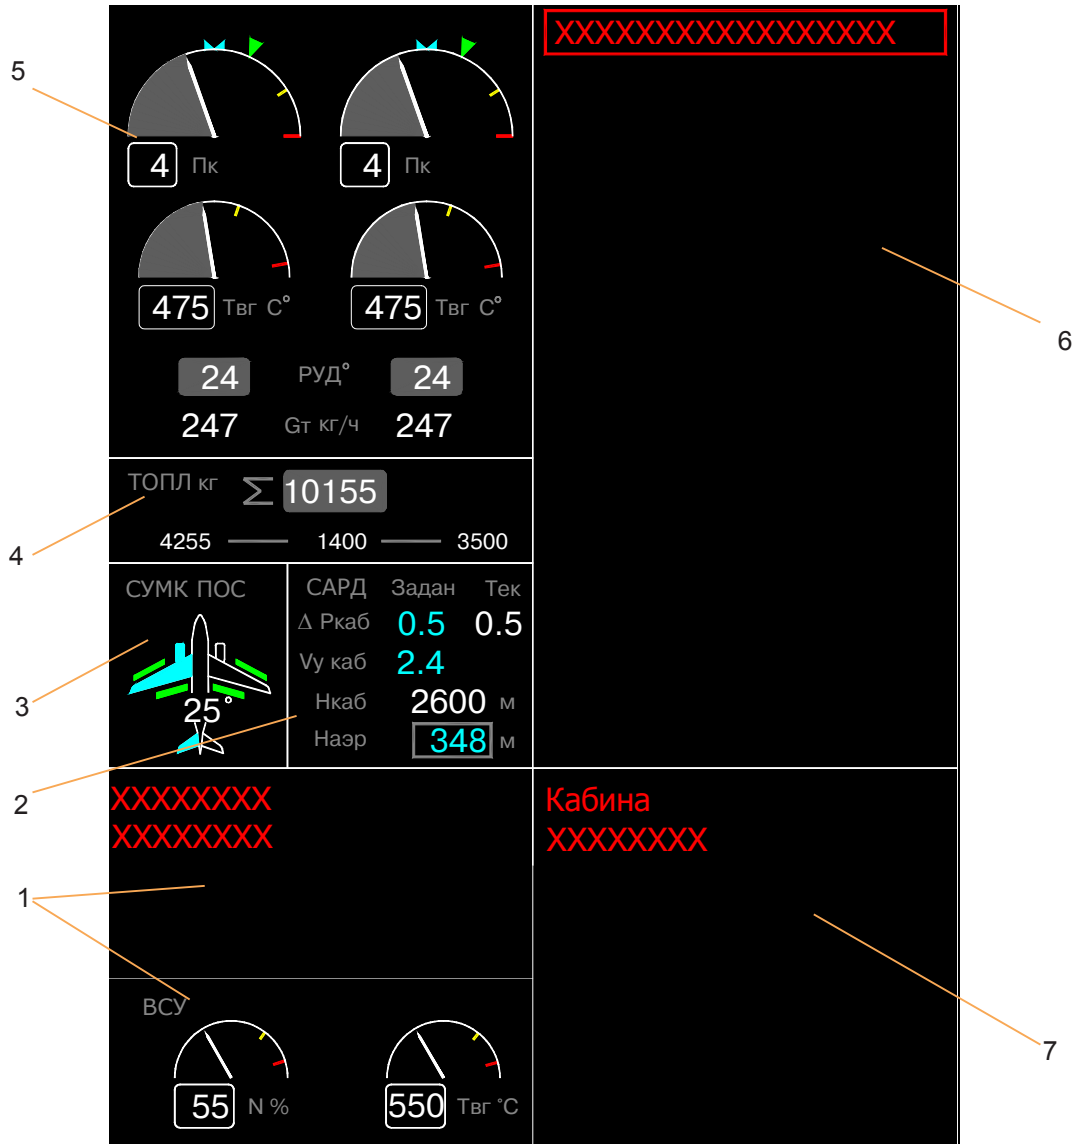 XXXXXXXXXXXXXXXXX
5
4 Пк 4 Пк
475 Твг C° 475 Твг C°
6
24 РУД° 24
247 Gт кг/ч 247
ТОПЛ кг Σ 10155
4255 1400 3500
4
СУМК ПОС
25°
3
САРД Задан Тек
Δ Pкаб 0.5 0.5
Vy каб 2.4
Нкаб 2600 м
Наэр 348 м
2
XXXXXXXX
XXXXXXXX
1
Кабина
XXXXXXXX
7
ВСУ
55 N % 550 Твг °C